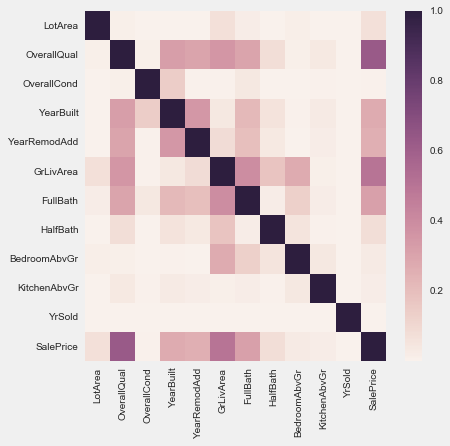 LotArea
OverallQual
OverallCond
YearBuilt
YearRemodAdd
GrLivArea
FullBath
HalfBath
BedroomAbvGr
KitchenAbvGr
YrSold
SalePrice
LotArea
OverallQual
OverallCond
YearBuilt
YearRemodAdd
GrLivArea
FullBath
HalfBath
BedroomAbvGr
KitchenAbvGr
YrSold
SalePrice
1.0
0.8
0.6
0.4
0.2